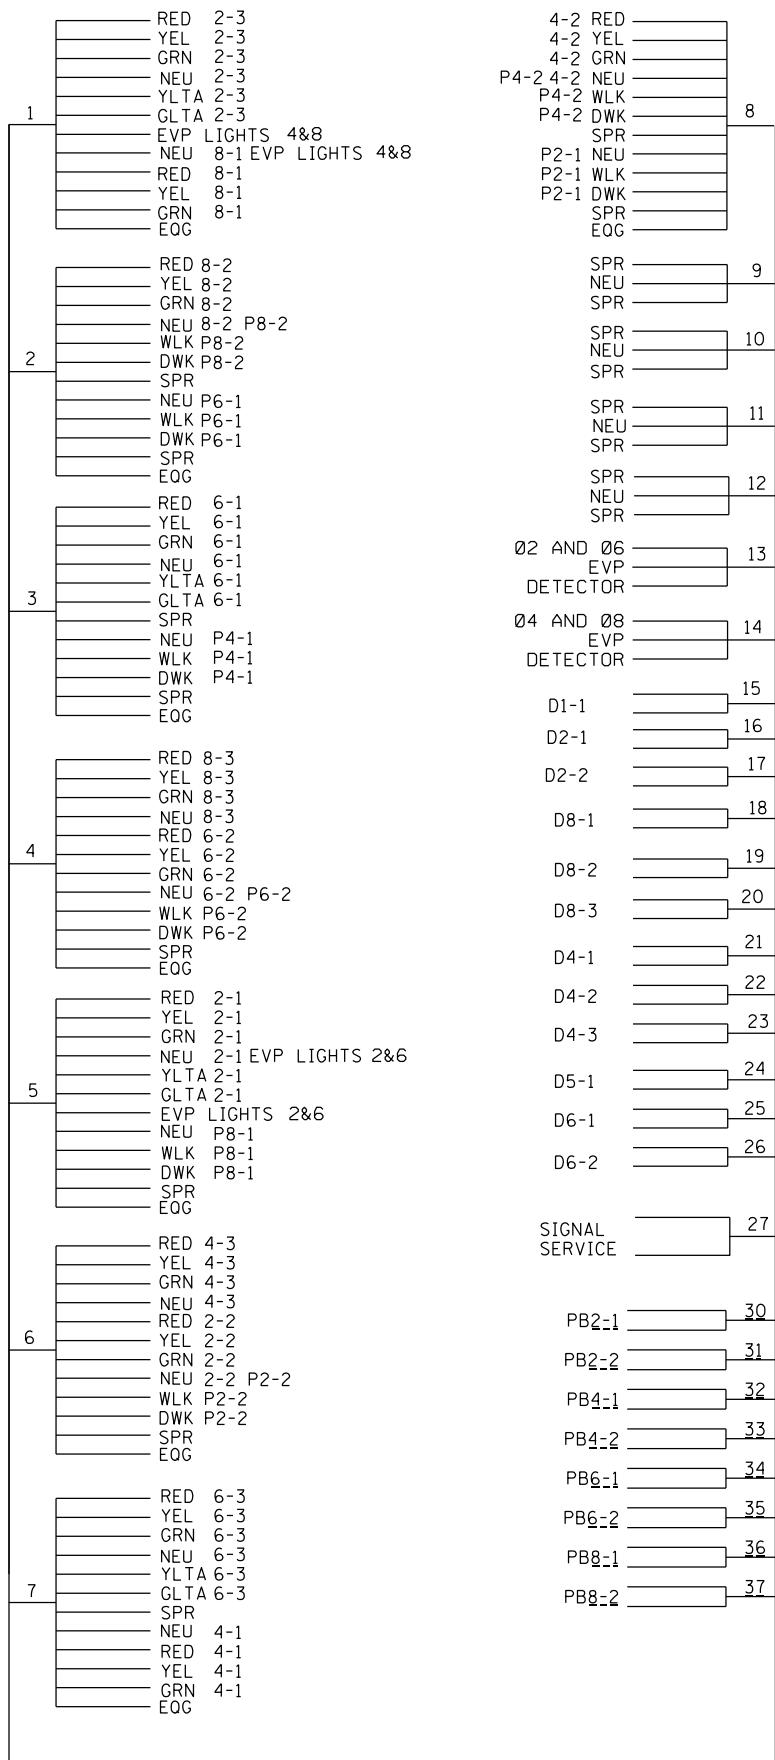 1
RED 2-3
YEL 2-3
GRN 2-3
NEU 2-3
YLTA 2-3
GLTA 2-3
EVP LIGHTS 4&8
NEU 8-1 EVP LIGHTS 4&8
RED 8-1
YEL 8-1
GRN 8-1
EQG
2
RED 8-2
YEL 8-2
GRN 8-2
NEU 8-2 P8-2
WLK P8-2
DWK P8-2
SPR
NEU P6-1
WLK P6-1
DWK P6-1
SPR
EQG
3
RED 6-1
YEL 6-1
GRN 6-1
NEU 6-1
YLTA 6-1
GLTA 6-1
SPR
NEU P4-1
WLK P4-1
DWK P4-1
SPR
EQG
4
RED 8-3
YEL 8-3
GRN 8-3
NEU 8-3
RED 6-2
YEL 6-2
GRN 6-2
NEU 6-2 P6-2
WLK P6-2
DWK P6-2
SPR
EQG
5
RED 2-1
YEL 2-1
GRN 2-1
NEU 2-1 EVP LIGHTS 2&6
YLTA 2-1
GLTA 2-1
EVP LIGHTS 2&6
NEU P8-1
WLK P8-1
DWK P8-1
SPR
EQG
6
RED 4-3
YEL 4-3
GRN 4-3
NEU 4-3
RED 2-2
YEL 2-2
GRN 2-2
NEU 2-2 P2-2
WLK P2-2
DWK P2-2
SPR
EQG
7
RED 6-3
YEL 6-3
GRN 6-3
NEU 6-3
YLTA 6-3
GLTA 6-3
SPR
NEU 4-1
RED 4-1
YEL 4-1
GRN 4-1
EQG
4-2 RED
4-2 YEL
4-2 GRN
P4-2 4-2 NEU
P4-2 WLK
P4-2 DWK
SPR
P2-1 NEU
P2-1 WLK
P2-1 DWK
SPR
EQG
8
SPR
NEU
SPR
9
SPR
NEU
SPR
10
SPR
NEU
SPR
11
SPR
NEU
SPR
12
Ø2 AND Ø6
EVP
DETECTOR
13
Ø4 AND Ø8
EVP
DETECTOR
14
D1-1 15
D2-1 16
D2-2 17
D8-1 18
D8-2 19
D8-3 20
D4-1 21
D4-2 22
D4-3 23
D5-1 24
D6-1 25
D6-2 26
SIGNAL
SERVICE
27
PB2-1 30
PB2-2 31
PB4-1 32
PB4-2 33
PB6-1 34
PB6-2 35
PB8-1 36
PB8-2 37